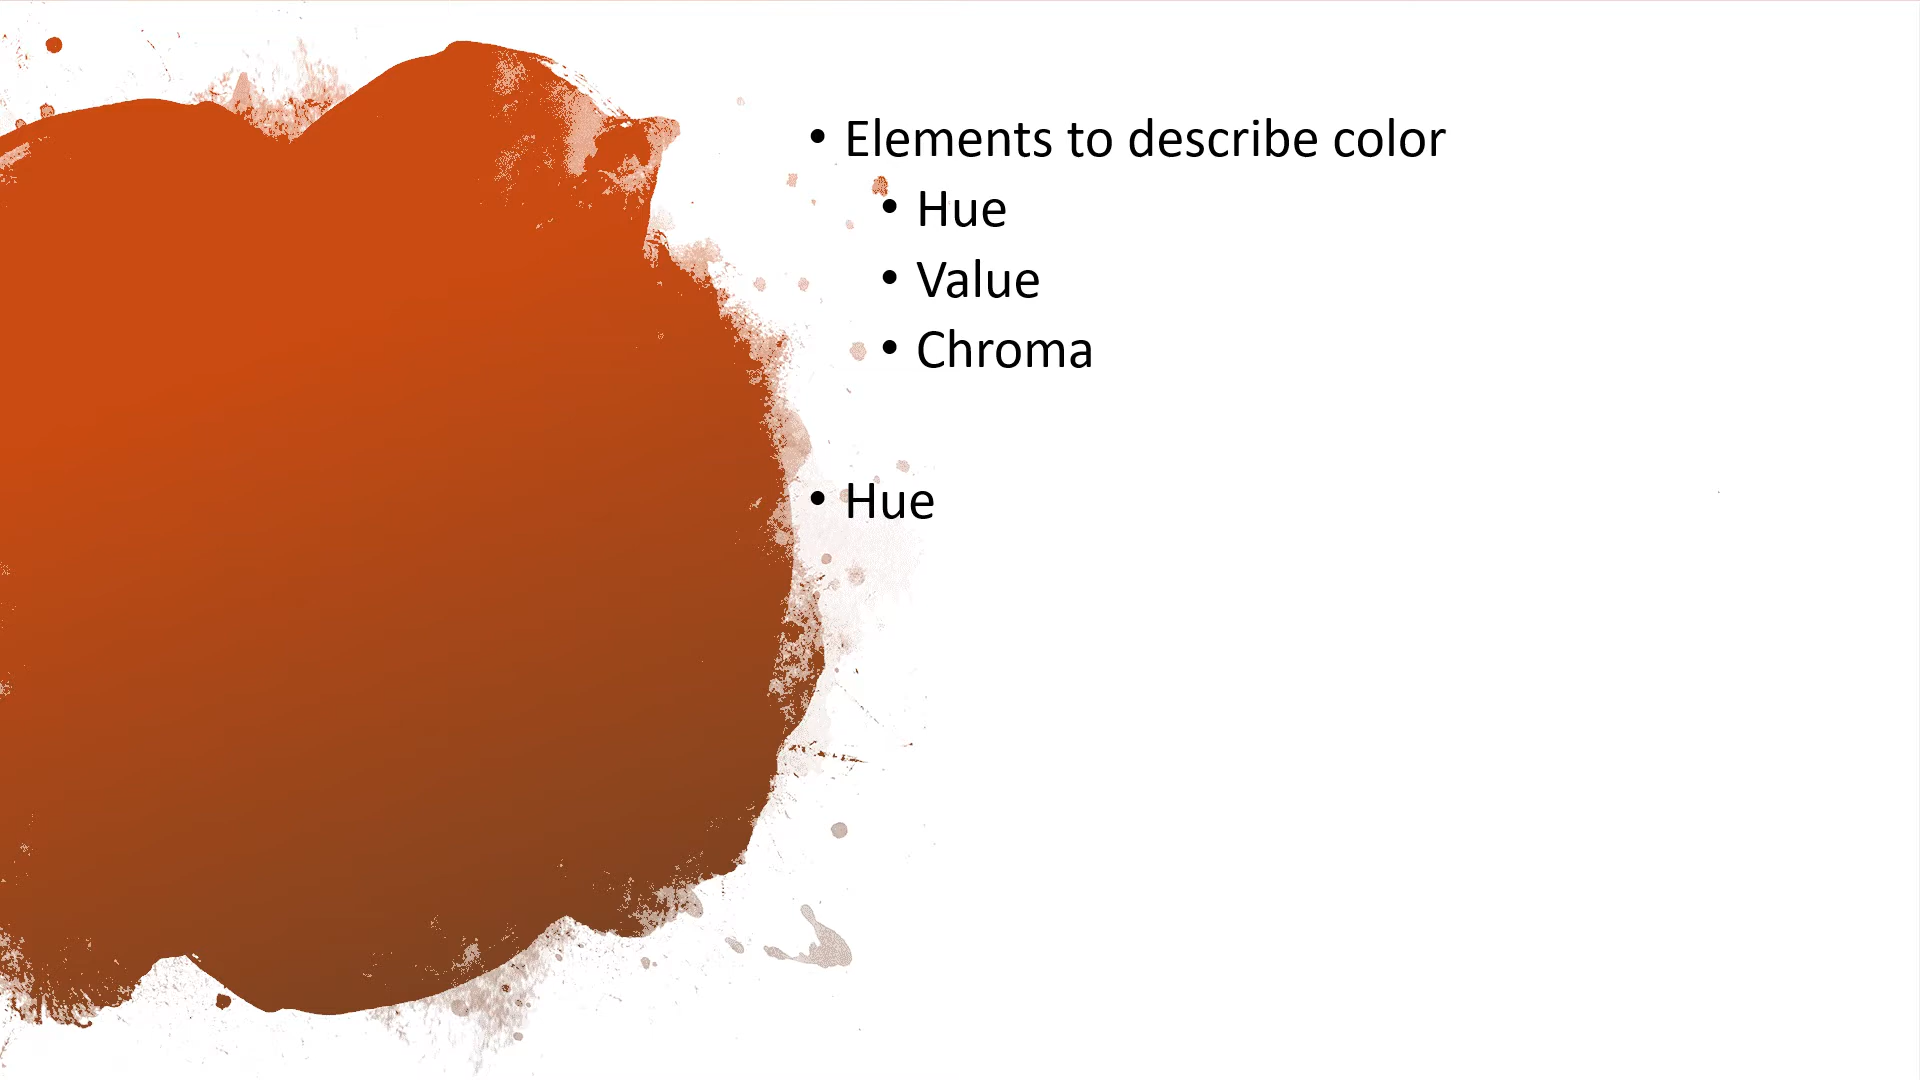 • Elements to describe color
• Hue
• Value
• Chroma
• Hue